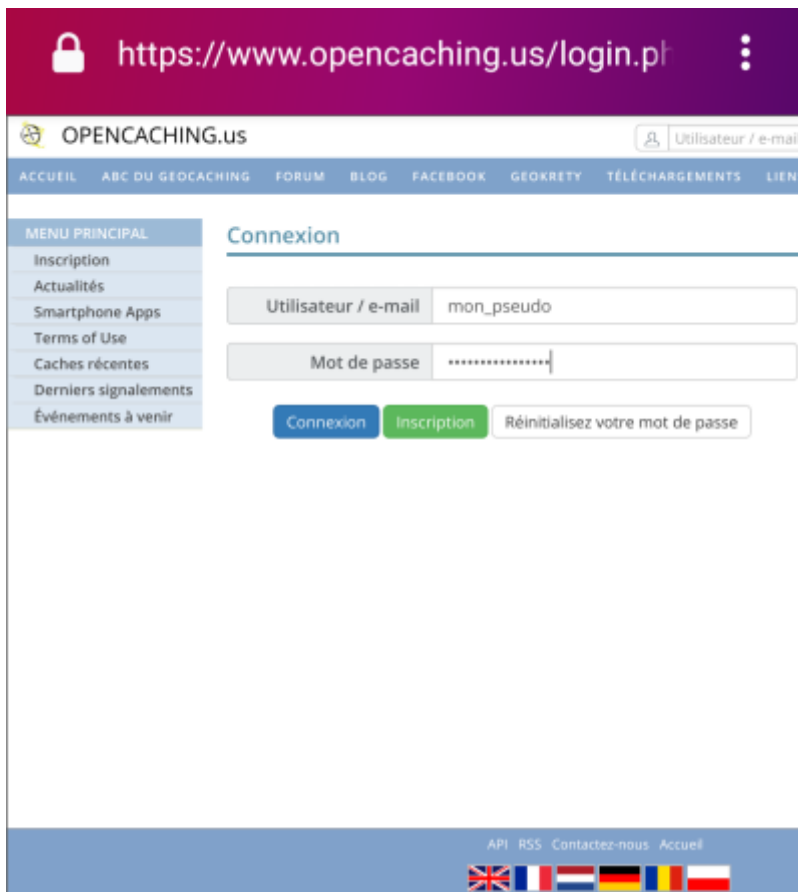 https://www.opencaching.us/login.ph
OPENCACHING.us
Utilisateur / e-mai
ACCUEIL ABC DU GEOCACHING FORUM BLOG FACEBOOK GEOKRETY TÉLÉCHARGEMENTS LIEN
MENU PRINCIPAL
Inscription
Actualités
Smartphone Apps
Terms of Use
Caches récentes
Derniers signalements
Événements à venir
Connexion
Utilisateur / e-mail mon_pseudo
Mot de passe ••••••••••••••••
Connexion Inscription Réinitialisez votre mot de passe
API RSS Contactez-nous Accueil